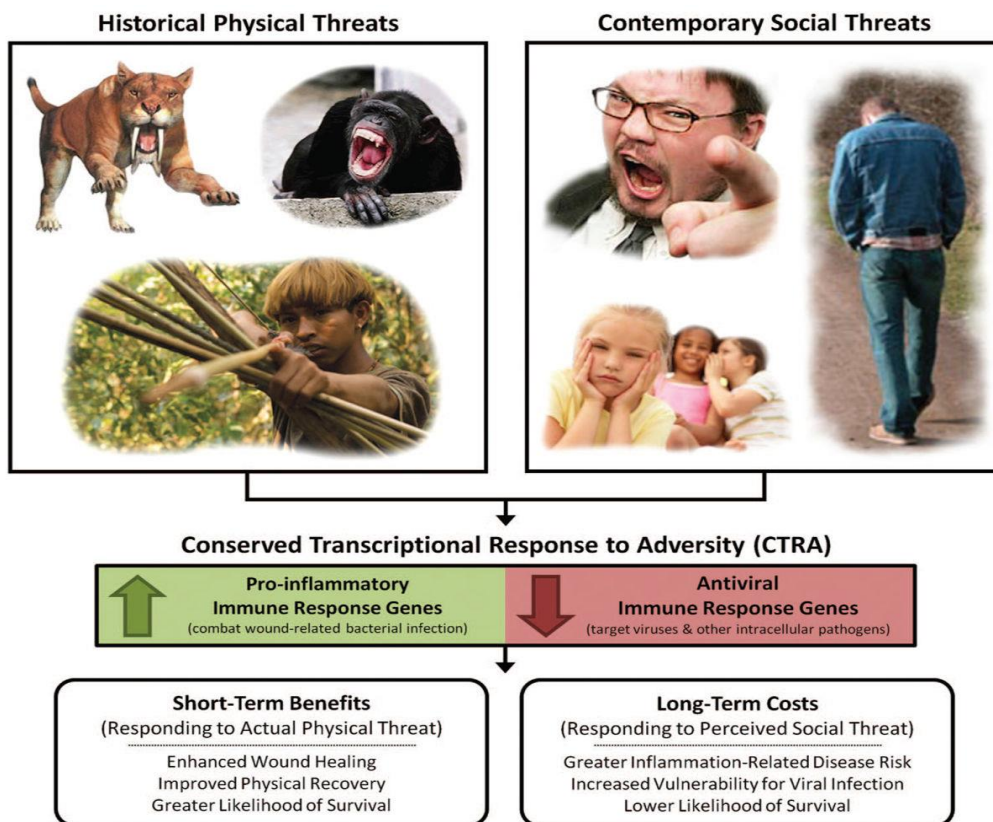 Historical Physical Threats
Contemporary Social Threats
Conserved Transcriptional Response to Adversity (CTRA)
Pro-inflammatory
Immune Response Genes
(combat wound-related bacterial infection)
Antiviral
Immune Response Genes
(target viruses & other intracellular pathogens)
Short-Term Benefits
(Responding to Actual Physical Threat)
Enhanced Wound Healing
Improved Physical Recovery
Greater Likelihood of Survival
Long-Term Costs
(Responding to Perceived Social Threat)
Greater Inflammation-Related Disease Risk
Increased Vulnerability for Viral Infection
Lower Likelihood of Survival